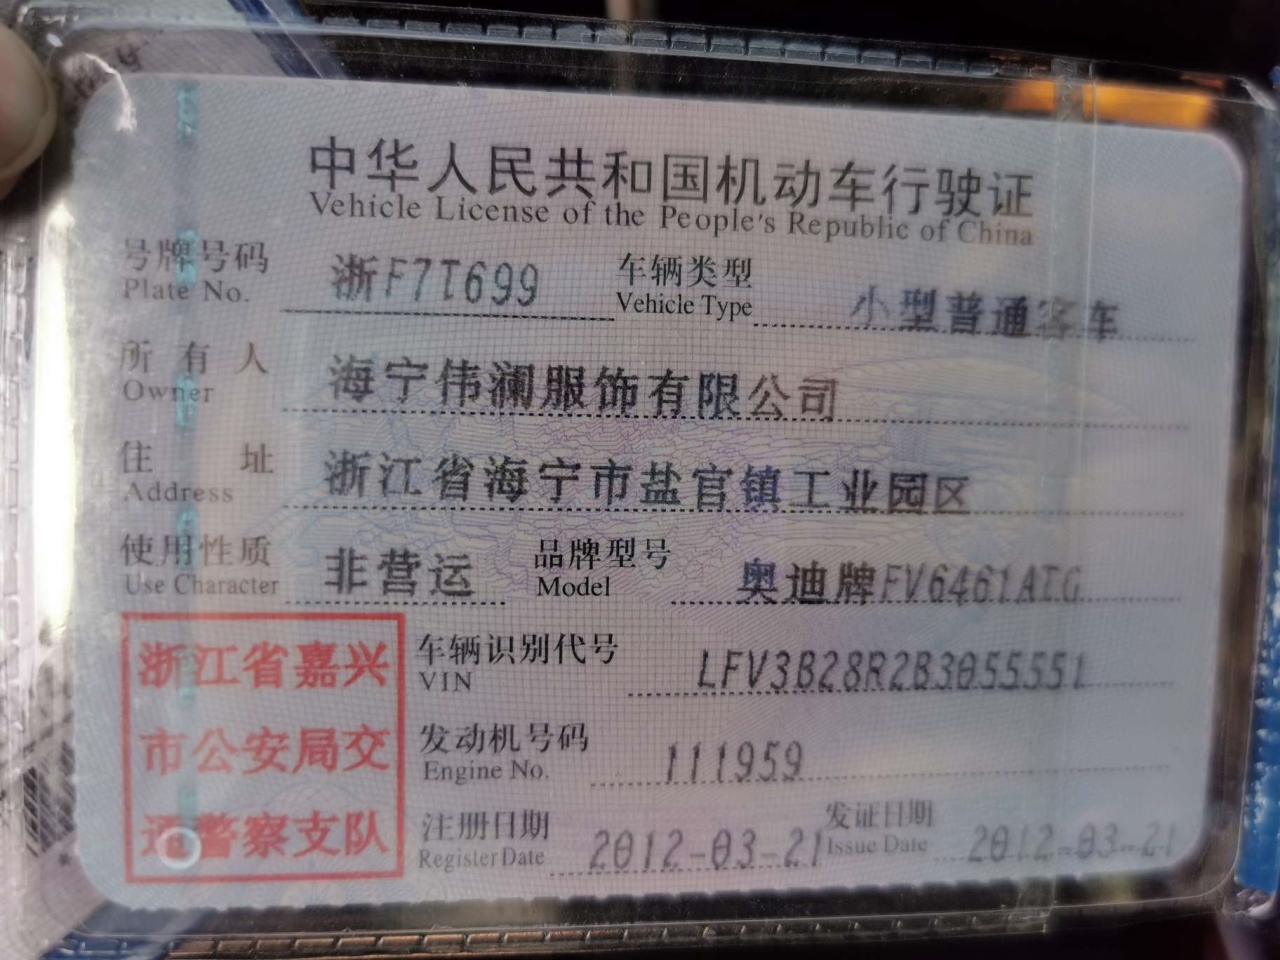 中华人民共和国机动车行驶证
Vehicle License of the People's Republic of China
号牌号码 浙F7T699 车辆类型 小型普通客车
Plate No. Vehicle Type
所有人 海宁伟澜服饰有限公司
Owner
住址 浙江省海宁市盐官镇工业园区
Address
使用性质 非营运 品牌型号 奥迪牌FV6461ATG
Use Character Model
浙江省嘉兴
市公安局交
通警察支队
车辆识别代号 LFV3B28R2B3055551
VIN
发动机号码 111959
Engine No.
注册日期 2012-03-21 发证日期 2012-03-21
Register Date Issue Date